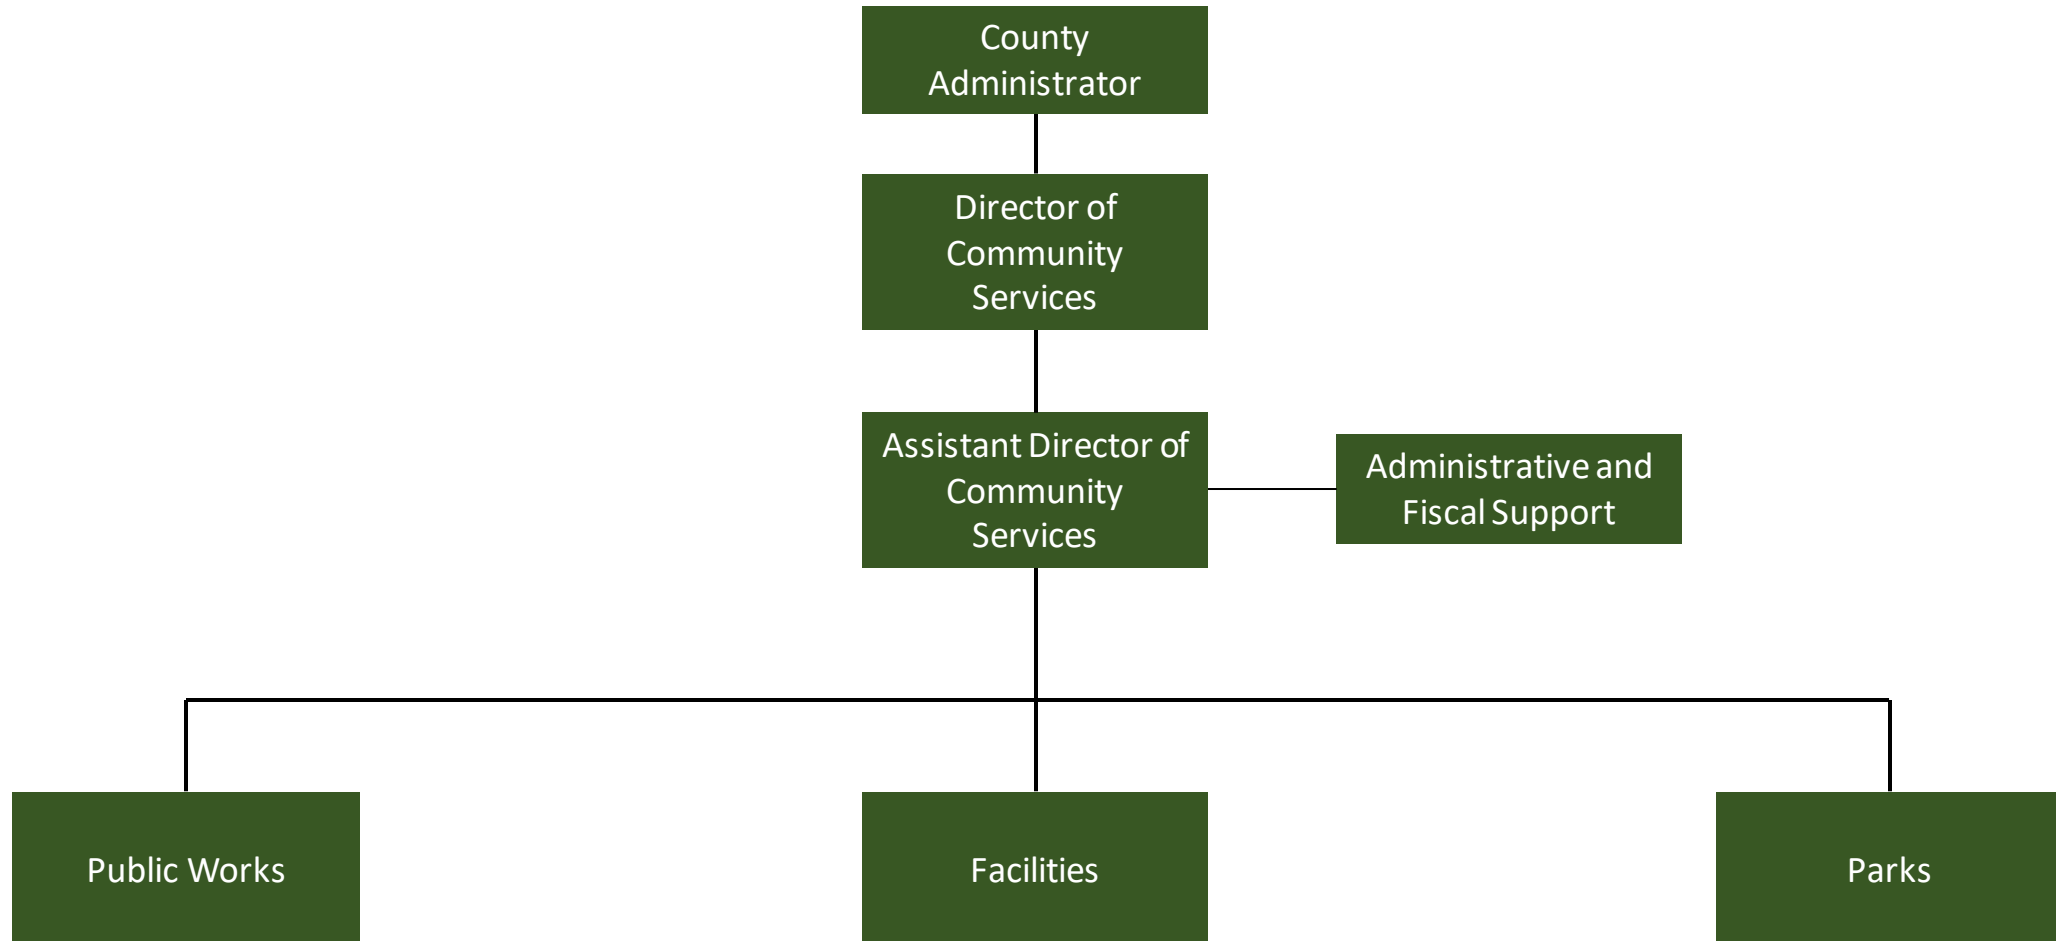 County
Administrator
Director of
Community
Services
Assistant Director of
Community
Services
Administrative and
Fiscal Support
Public Works
Facilities
Parks